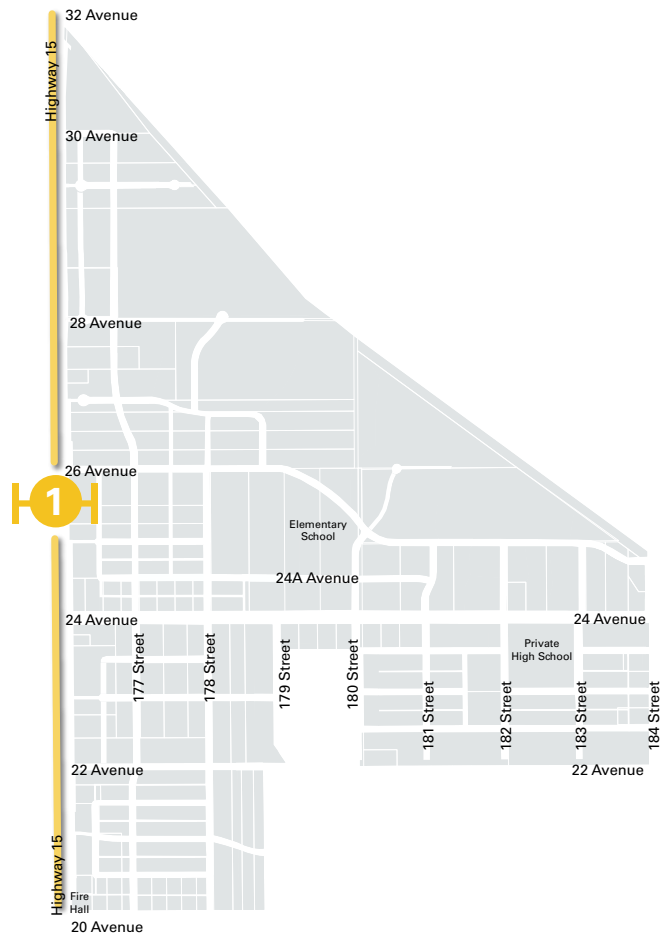 32 Avenue
Highway 15
30 Avenue
28 Avenue
26 Avenue
1
Elementary
School
24A Avenue
24 Avenue
24 Avenue
177 Street
178 Street
179 Street
180 Street
Private
High School
181 Street
182 Street
183 Street
184 Street
22 Avenue
22 Avenue
Highway 15
Fire
Hall
20 Avenue